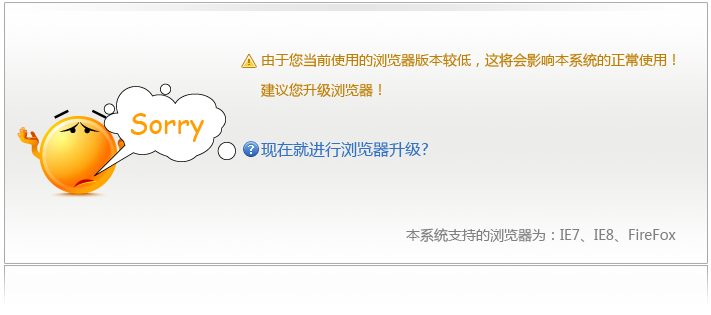 由于您当前使用的浏览器版本较低，这将会影响本系统的正常使用！
建议您升级浏览器！
Sorry
现在就进行浏览器升级?
本系统支持的浏览器为：IE7、IE8、FireFox